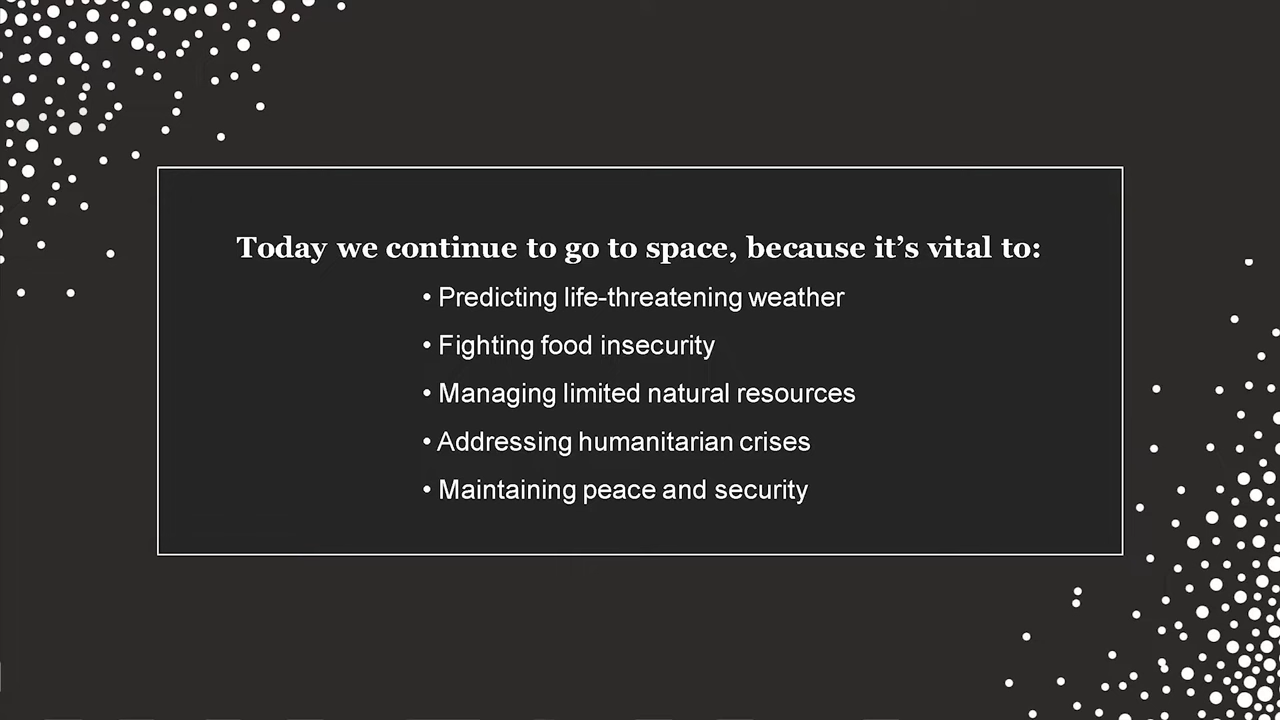 Today we continue to go to space, because it’s vital to:
• Predicting life-threatening weather
• Fighting food insecurity
• Managing limited natural resources
• Addressing humanitarian crises
• Maintaining peace and security